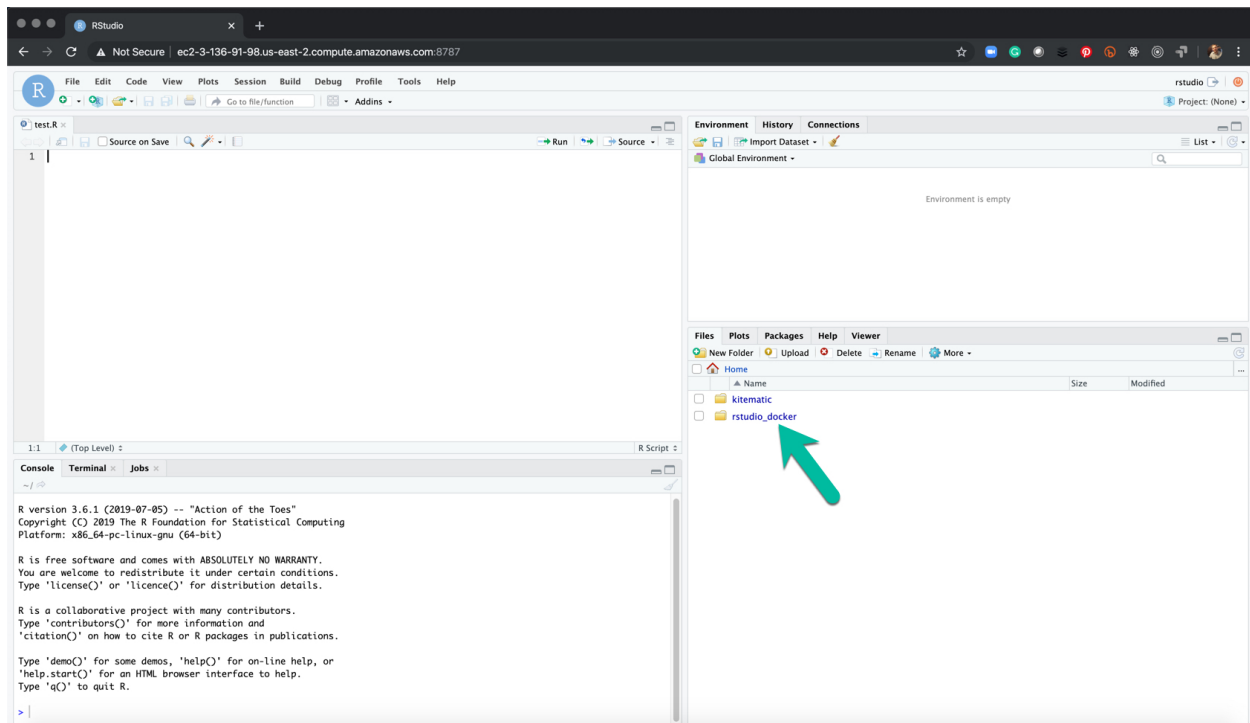 RStudio
Not Secure | ec2-3-136-91-98.us-east-2.compute.amazonaws.com:8787
R File Edit Code View Plots Session Build Debug Profile Tools Help rstudio
Go to file/function Addins Project: (None)
test.R
Source on Save Run Source
1
1:1 (Top Level) R Script
Console Terminal Jobs
~/
R version 3.6.1 (2019-07-05) -- "Action of the Toes"
Copyright (C) 2019 The R Foundation for Statistical Computing
Platform: x86_64-pc-linux-gnu (64-bit)
R is free software and comes with ABSOLUTELY NO WARRANTY.
You are welcome to redistribute it under certain conditions.
Type 'license()' or 'licence()' for distribution details.
R is a collaborative project with many contributors.
Type 'contributors()' for more information and
'citation()' on how to cite R or R packages in publications.
Type 'demo()' for some demos, 'help()' for on-line help, or
'help.start()' for an HTML browser interface to help.
Type 'q()' to quit R.
>
Environment History Connections
Import Dataset List
Global Environment
Environment is empty
Files Plots Packages Help Viewer
New Folder Upload Delete Rename More
Home ...
Name Size Modified
kitematic
rstudio_docker